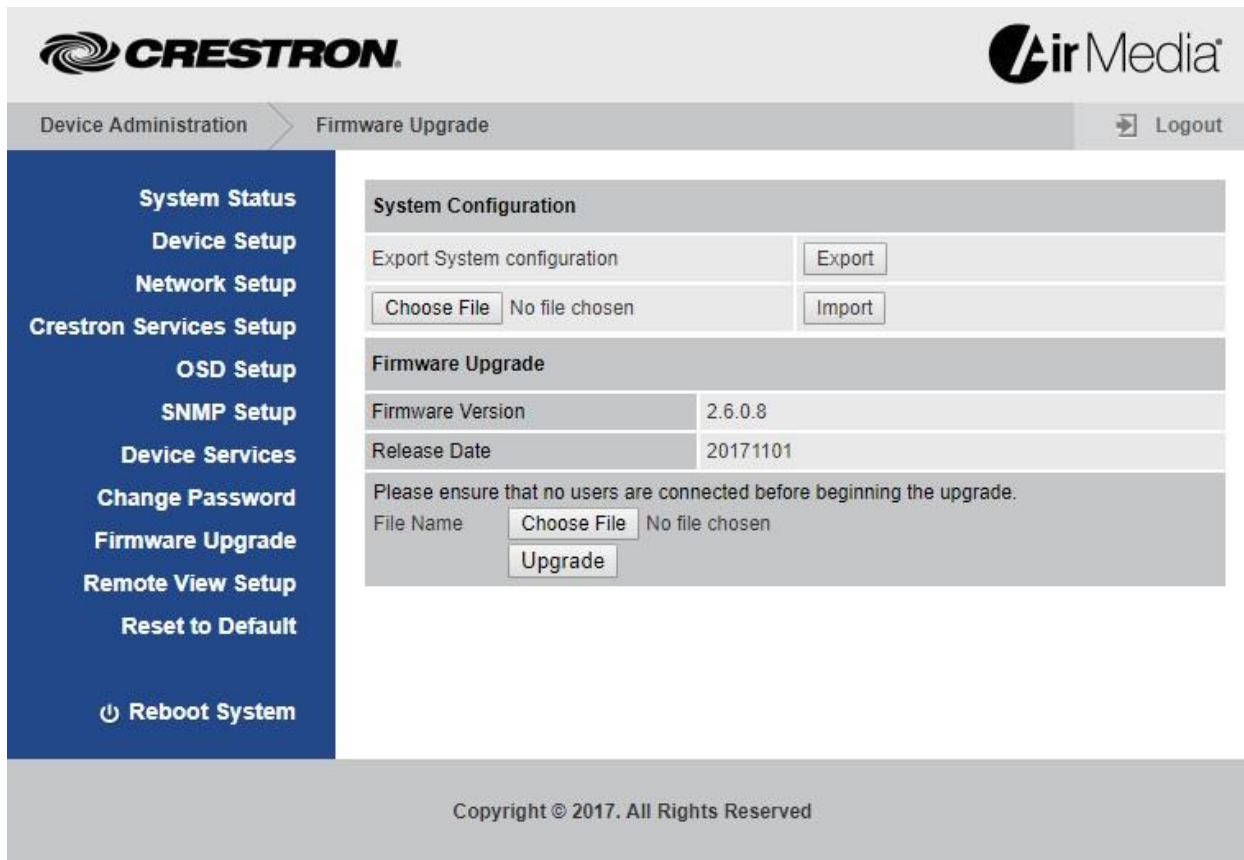 CRESTRON.
AirMedia
Device Administration Firmware Upgrade Logout
System Status
Device Setup
Network Setup
Crestron Services Setup
OSD Setup
SNMP Setup
Device Services
Change Password
Firmware Upgrade
Remote View Setup
Reset to Default
Reboot System
System Configuration
Export System configuration Export
Choose File No file chosen Import
Firmware Upgrade
Firmware Version 2.6.0.8
Release Date 20171101
Please ensure that no users are connected before beginning the upgrade.
File Name Choose File No file chosen
Upgrade
Copyright © 2017. All Rights Reserved